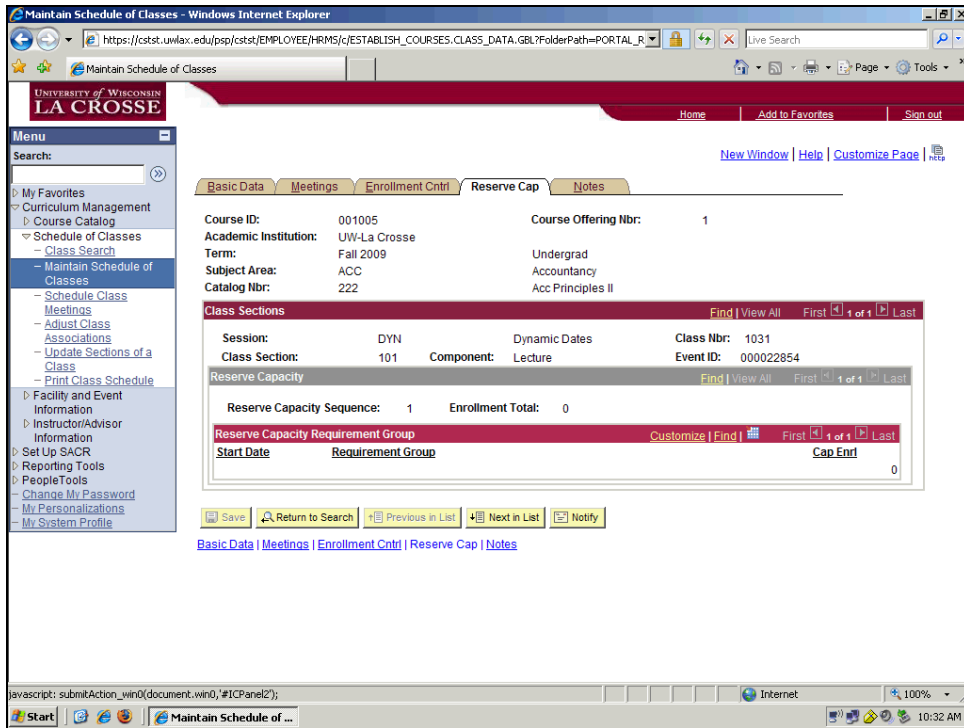 Maintain Schedule of Classes - Windows Internet Explorer
https://cstst.uwlax.edu/psp/cstst/EMPLOYEE/HRMS/c/ESTABLISH_COURSES.CLASS_DATA.GBL?FolderPath=PORTAL_R
Live Search
Maintain Schedule of Classes
Page
Tools
UNIVERSITY of WISCONSIN
LA CROSSE
Home
Add to Favorites
Sign out
Menu
Search:
My Favorites
Curriculum Management
Course Catalog
Schedule of Classes
– Class Search
– Maintain Schedule of
Classes
– Schedule Class
Meetings
– Adjust Class
Associations
– Update Sections of a
Class
– Print Class Schedule
Facility and Event
Information
Instructor/Advisor
Information
Set Up SACR
Reporting Tools
PeopleTools
– Change My Password
– My Personalizations
– My System Profile
New Window | Help | Customize Page | http
Basic Data Meetings Enrollment Cntrl Reserve Cap Notes
Course ID: 001005 Course Offering Nbr: 1
Academic Institution: UW-La Crosse
Term: Fall 2009 Undergrad
Subject Area: ACC Accountancy
Catalog Nbr: 222 Acc Principles II
Class Sections Find | View All First 1 of 1 Last
Session: DYN Dynamic Dates Class Nbr: 1031
Class Section: 101 Component: Lecture Event ID: 000022854
Reserve Capacity Find | View All First 1 of 1 Last
Reserve Capacity Sequence: 1 Enrollment Total: 0
Reserve Capacity Requirement Group Customize | Find | First 1 of 1 Last
Start Date Requirement Group Cap Enrl
0
Save Return to Search Previous in List Next in List Notify
Basic Data | Meetings | Enrollment Cntrl | Reserve Cap | Notes
javascript: submitAction_win0(document.win0,'#ICPanel2');
Internet
100%
Start
Maintain Schedule of ...
10:32 AM